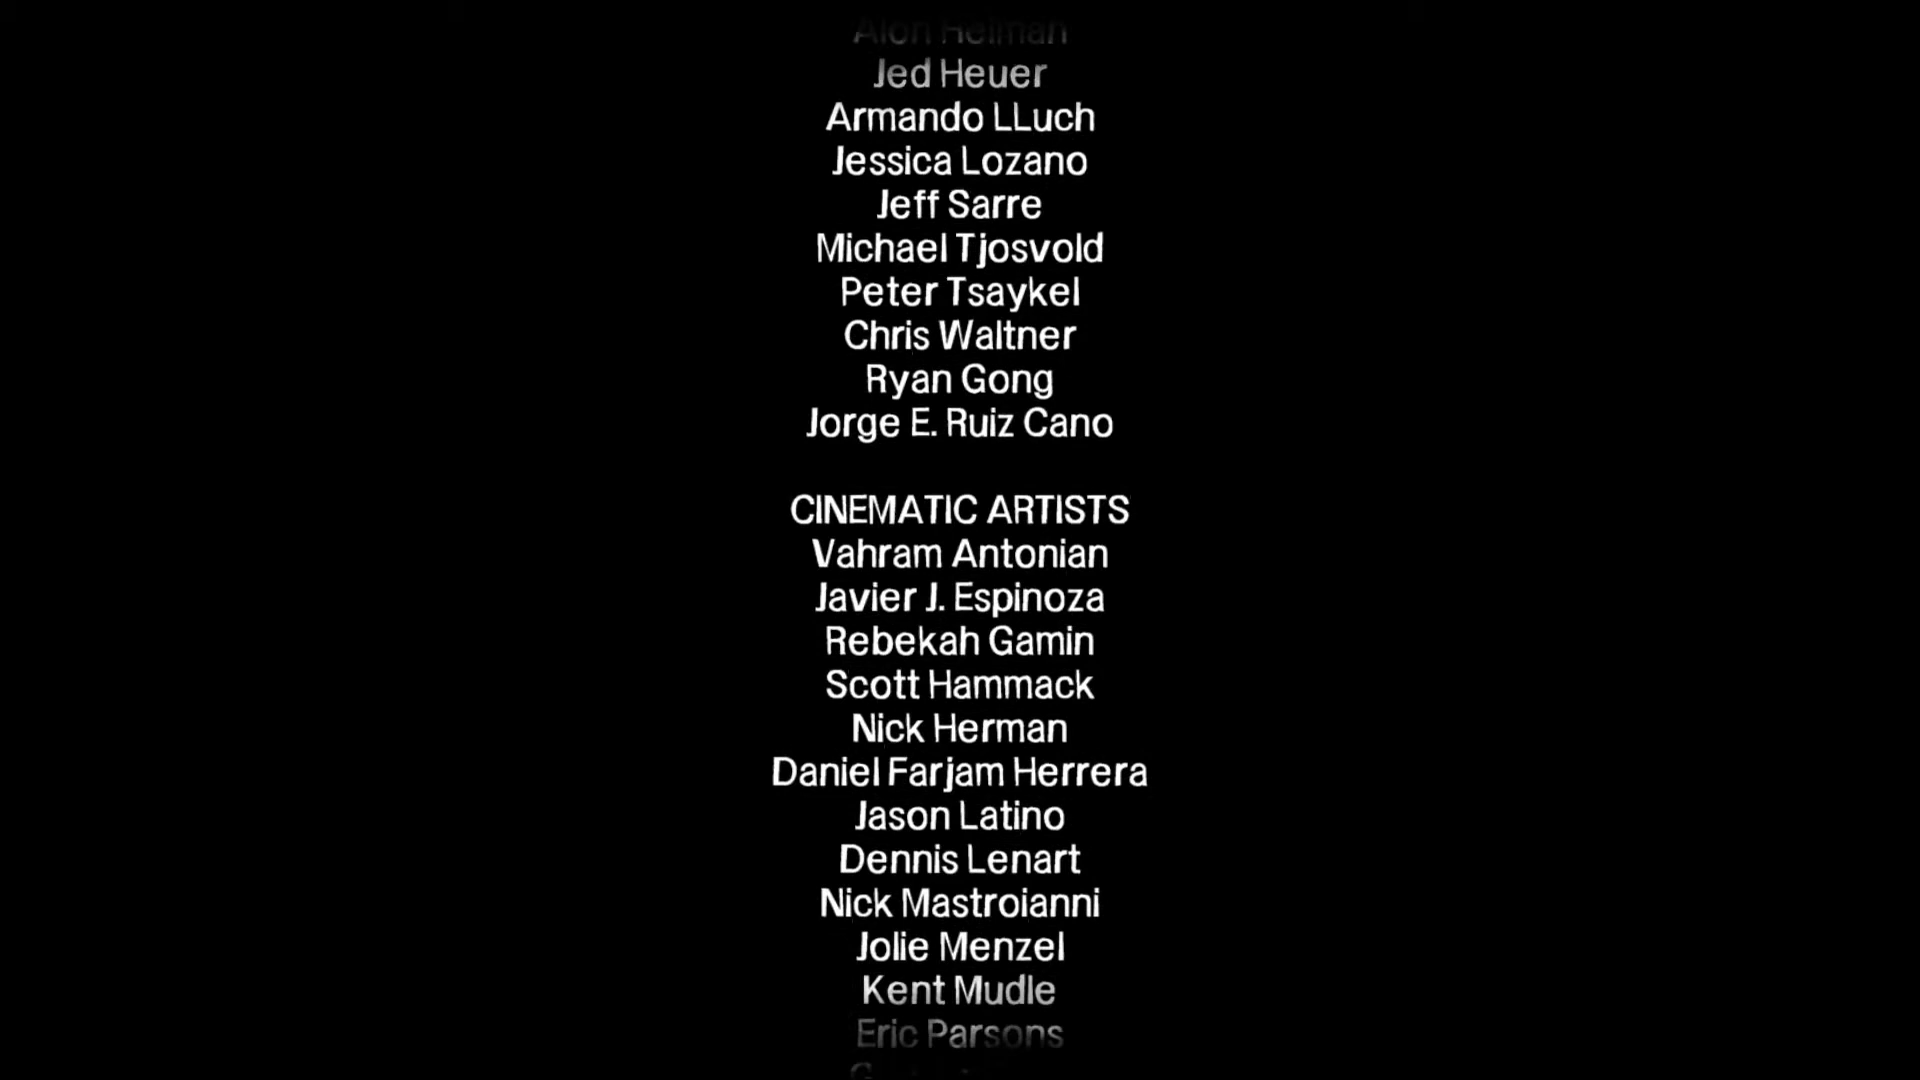 Alon Helman
Jed Heuer
Armando LLuch
Jessica Lozano
Jeff Sarre
Michael Tjosvold
Peter Tsaykel
Chris Waltner
Ryan Gong
Jorge E. Ruiz Cano
CINEMATIC ARTISTS
Vahram Antonian
Javier J. Espinoza
Rebekah Gamin
Scott Hammack
Nick Herman
Daniel Farjam Herrera
Jason Latino
Dennis Lenart
Nick Mastroianni
Jolie Menzel
Kent Mudle
Eric Parsons